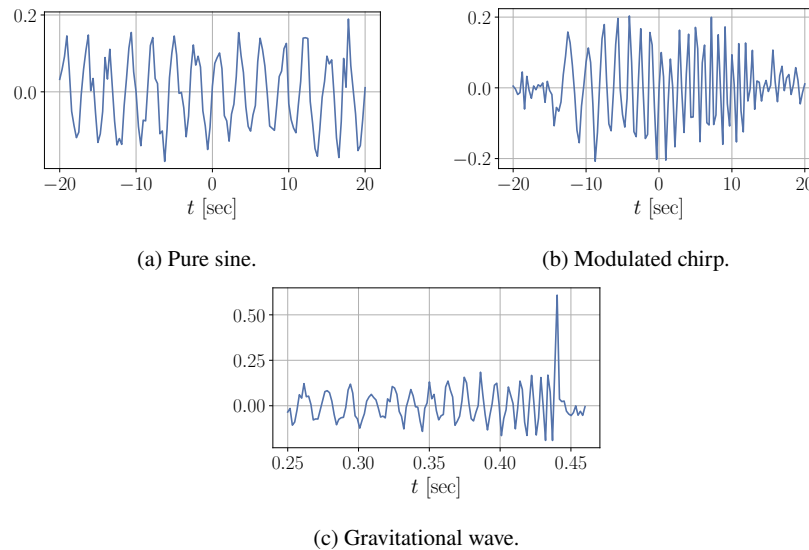 0.2
0.0
−20 −10 0 10 20
t [sec]
(a) Pure sine.
0.2
0.0
−0.2
−20 −10 0 10 20
t [sec]
(b) Modulated chirp.
0.50
0.25
0.00
0.25 0.30 0.35 0.40 0.45
t [sec]
(c) Gravitational wave.